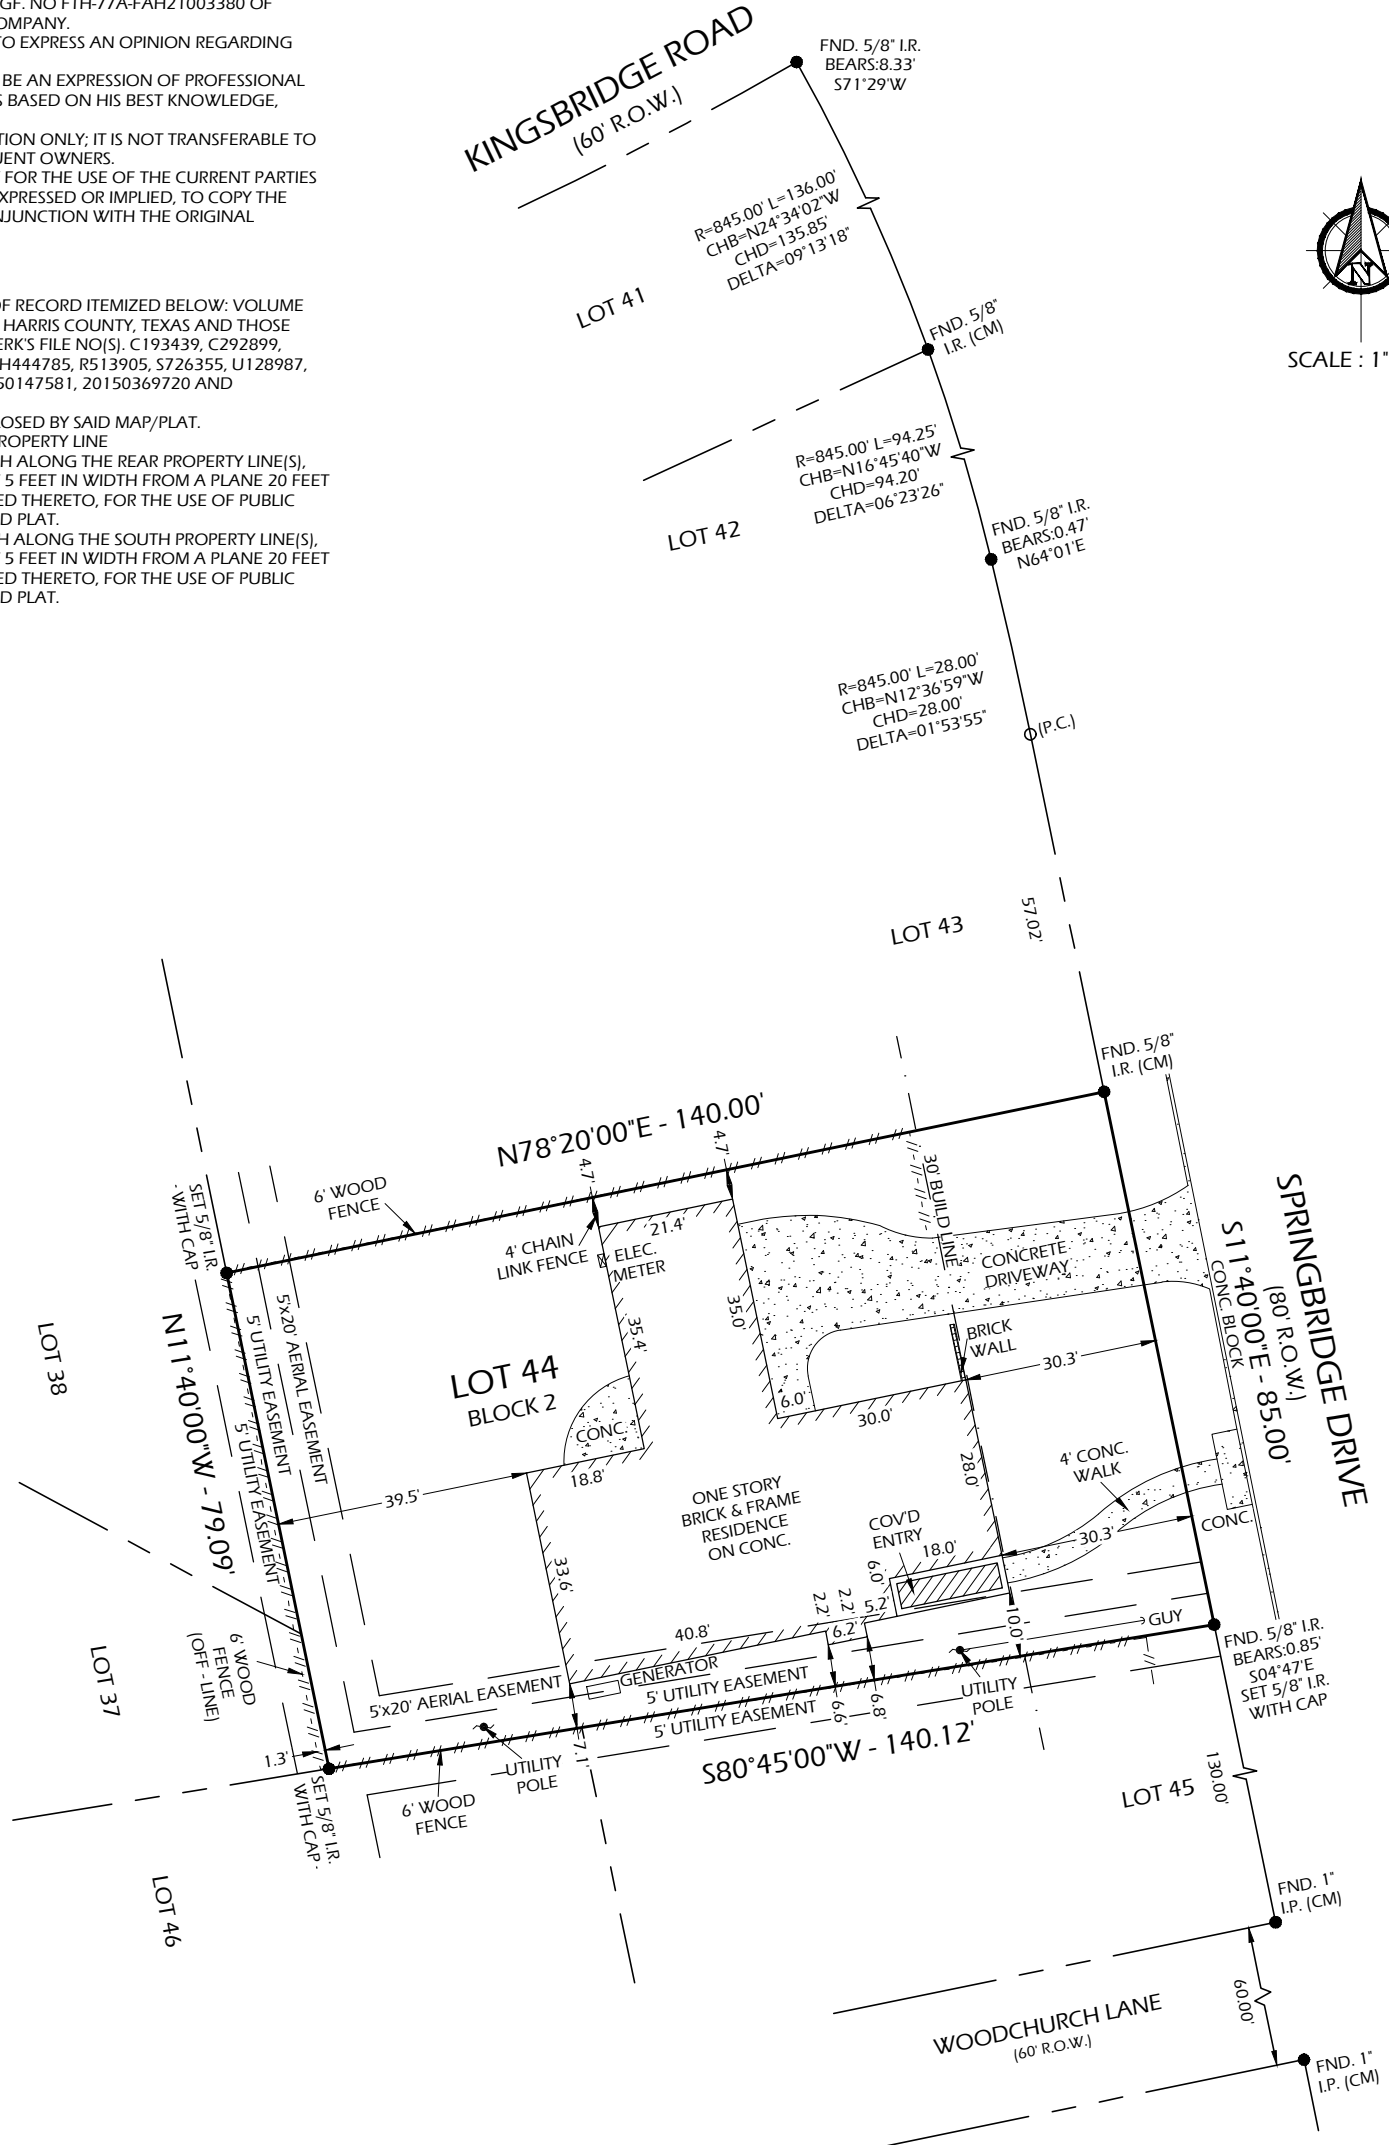 GF. NO FTH-77A-FAH21003380 OF
OMPANY.
TO EXPRESS AN OPINION REGARDING
BE AN EXPRESSION OF PROFESSIONAL
S BASED ON HIS BEST KNOWLEDGE,
TION ONLY; IT IS NOT TRANSFERABLE TO
UENT OWNERS.
FOR THE USE OF THE CURRENT PARTIES
XPRESSED OR IMPLIED, TO COPY THE
NJUNCTION WITH THE ORIGINAL
OF RECORD ITEMIZED BELOW: VOLUME
HARRIS COUNTY, TEXAS AND THOSE
ERK'S FILE NO(S). C193439, C292899,
H444785, R513905, S726355, U128987,
50147581, 20150369720 AND
LOSED BY SAID MAP/PLAT.
ROPERTY LINE
H ALONG THE REAR PROPERTY LINE(S),
5 FEET IN WIDTH FROM A PLANE 20 FEET
ED THERETO, FOR THE USE OF PUBLIC
D PLAT.
H ALONG THE SOUTH PROPERTY LINE(S),
5 FEET IN WIDTH FROM A PLANE 20 FEET
ED THERETO, FOR THE USE OF PUBLIC
D PLAT.
KINGSBRIDGE ROAD
(60' R.O.W.)
FND. 5/8" I.R.
BEARS:8.33'
S71°29'W
N
SCALE : 1"
R=845.00' L=136.00'
CHB=N24°34'02"W
CHD=135.85'
DELTA=09°13'18"
LOT 41
FND. 5/8"
I.R. (CM)
R=845.00' L=94.25'
CHB=N16°45'40"W
CHD=94.20'
DELTA=06°23'26"
LOT 42
FND. 5/8" I.R.
BEARS:0.47'
N64°01'E
R=845.00' L=28.00'
CHB=N12°36'59"W
CHD=28.00'
DELTA=01°53'55"
(P.C.)
LOT 43
57.02'
FND. 5/8"
I.R. (CM)
N78°20'00"E - 140.00'
4.7'
4.7'
6' WOOD
FENCE
SET 5/8" I.R.
- WITH CAP -
4' CHAIN
LINK FENCE
21.4'
ELEC.
METER
30' BUILD LINE
CONCRETE
DRIVEWAY
SPRINGBRIDGE DRIVE
(80' R.O.W.)
S11°40'00"E - 85.00'
CONC. BLOCK
35.4'
35.0'
BRICK
WALL
30.3'
LOT 38
N11°40'00"W - 79.09'
5' UTILITY EASEMENT
5'x20' AERIAL EASEMENT
5' UTILITY EASEMENT
LOT 44
BLOCK 2
CONC.
6.0'
30.0'
18.8'
39.5'
28.0'
4' CONC.
WALK
ONE STORY
BRICK & FRAME
RESIDENCE
ON CONC.
COV'D
ENTRY
18.0'
30.3'
CONC.
33.6'
6.0'
2.2'
2.2'
5.2'
6.2'
10.0'
GUY
40.8'
GENERATOR
5'x20' AERIAL EASEMENT
5' UTILITY EASEMENT
5' UTILITY EASEMENT
6.6'
6.8'
UTILITY
POLE
FND. 5/8" I.R.
BEARS:0.85'
S04°47'E
SET 5/8" I.R.
WITH CAP
LOT 37
6' WOOD
FENCE
(OFF - LINE)
1.3'
7.1'
UTILITY
POLE
S80°45'00"W - 140.12'
6' WOOD
FENCE
SET 5/8" I.R.
WITH CAP -
LOT 45
130.00'
LOT 46
FND. 1"
I.P. (CM)
WOODCHURCH LANE
(60' R.O.W.)
60.00'
FND. 1"
I.P. (CM)